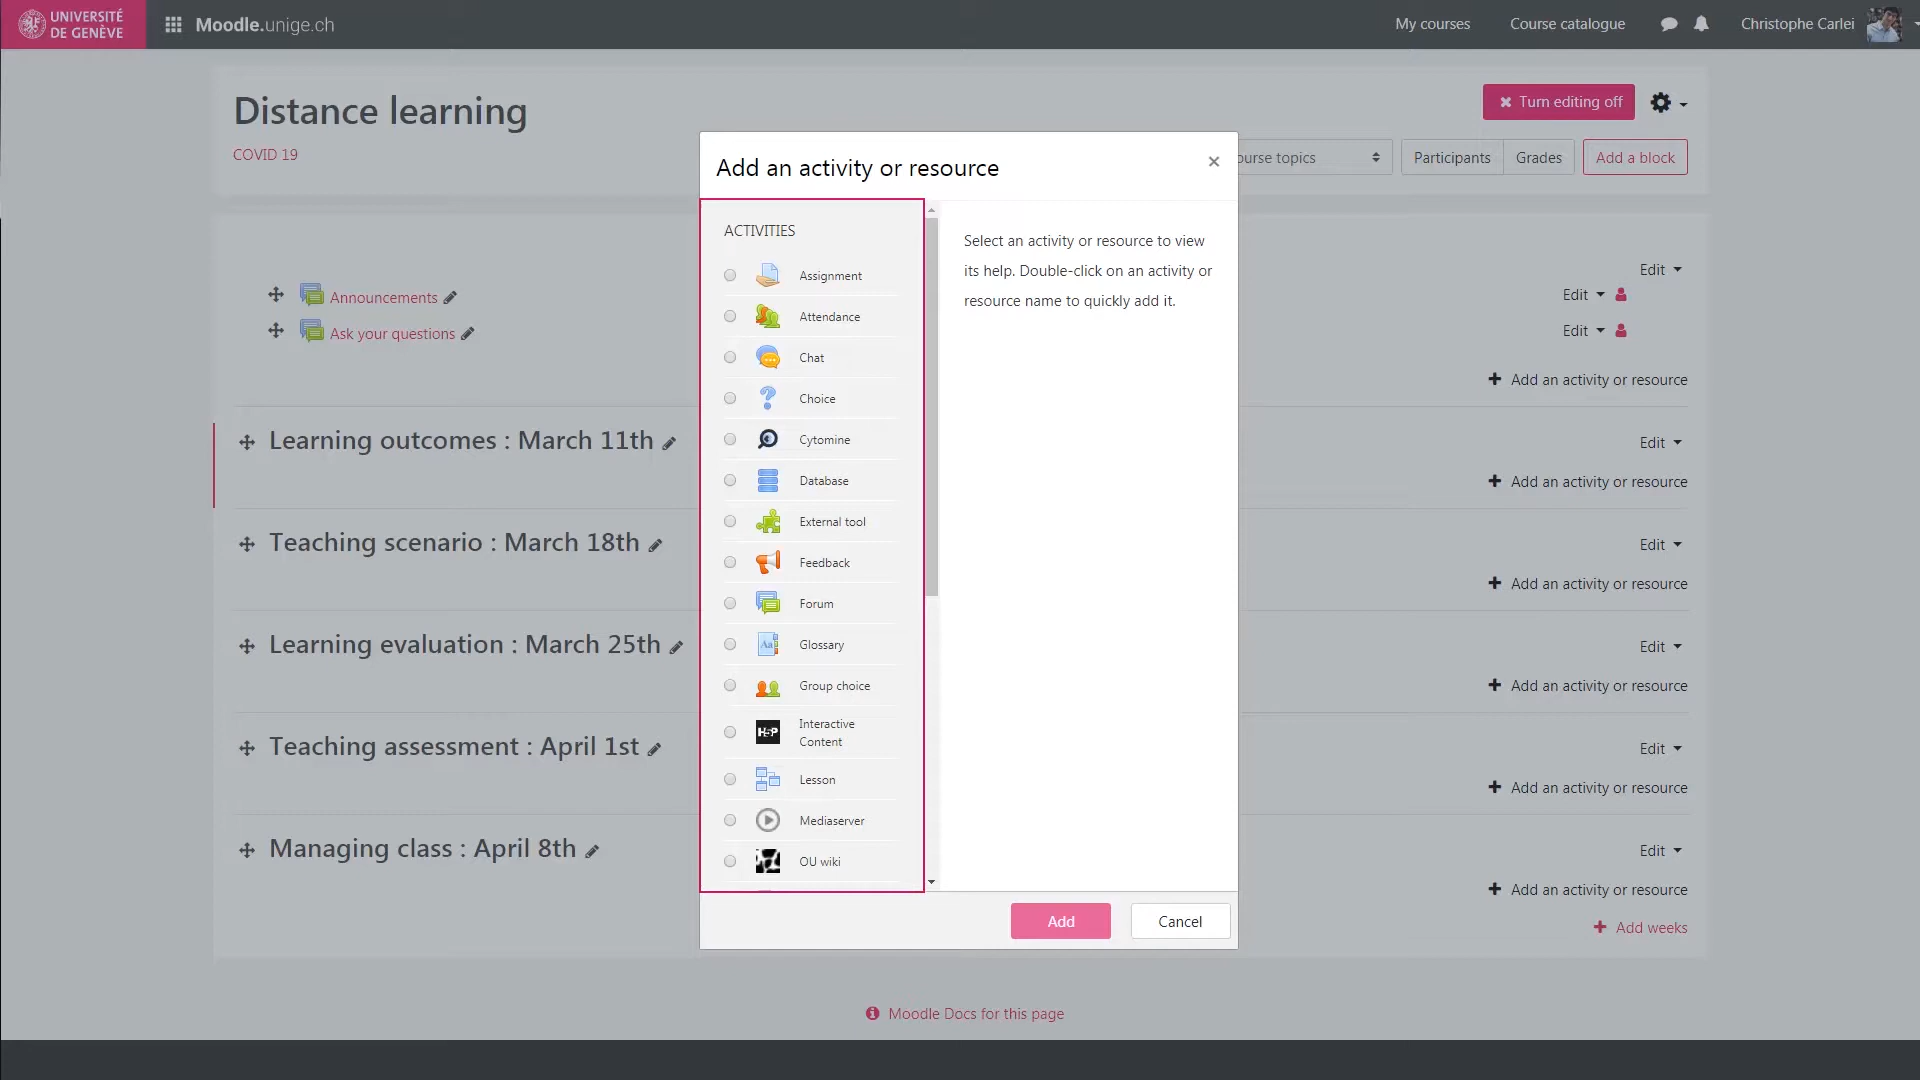 UNIVERSITÉ
DE GENÈVE
Moodle.unige.ch
My courses
Course catalogue
Christophe Carlei
Distance learning
COVID 19
Turn editing off
ourse topics
Participants
Grades
Add a block
Add an activity or resource
×
ACTIVITIES
Assignment
Attendance
Chat
Choice
Cytomine
Database
External tool
Feedback
Forum
Glossary
Group choice
H5P
Interactive
Content
Lesson
Mediaserver
OU wiki
Select an activity or resource to view
its help. Double-click on an activity or
resource name to quickly add it.
Add
Cancel
Edit
Announcements
Edit
Ask your questions
Edit
Add an activity or resource
Learning outcomes : March 11th
Edit
Add an activity or resource
Teaching scenario : March 18th
Edit
Add an activity or resource
Learning evaluation : March 25th
Edit
Add an activity or resource
Teaching assessment : April 1st
Edit
Add an activity or resource
Managing class : April 8th
Edit
Add an activity or resource
Add weeks
Moodle Docs for this page